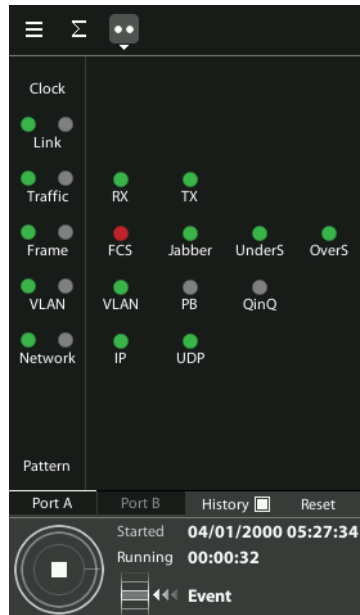 Σ
Clock
Link
Traffic RX TX
Frame FCS Jabber UnderS OverS
VLAN VLAN PB QinQ
Network IP UDP
Pattern
Port A Port B History Reset
Started 04/01/2000 05:27:34
Running 00:00:32
Event